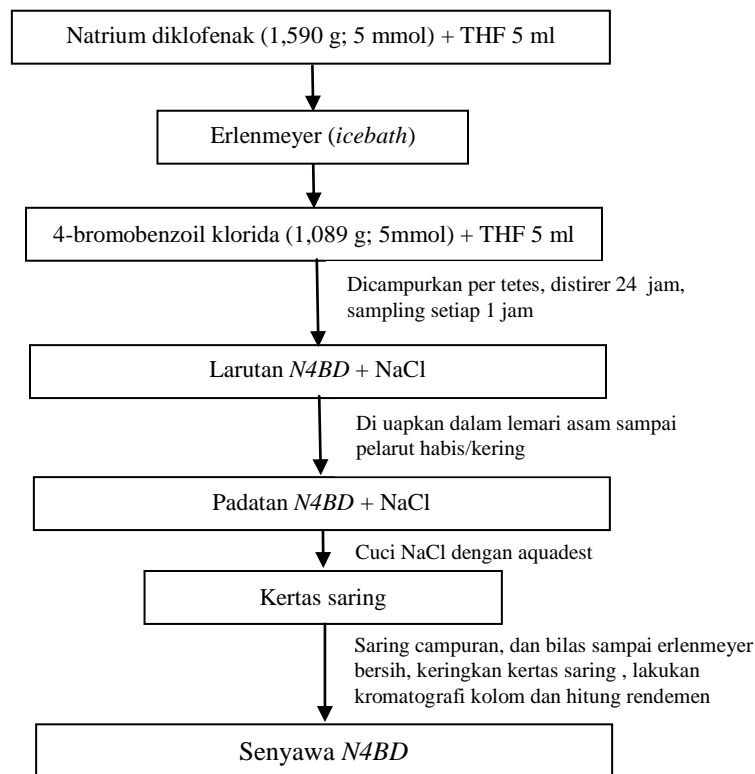 Natrium diklofenak (1,590 g; 5 mmol) + THF 5 ml
Erlenmeyer (icebath)
4-bromobenzoil klorida (1,089 g; 5mmol) + THF 5 ml
Dicampurkan per tetes, distirer 24 jam,
sampling setiap 1 jam
Larutan N4BD + NaCl
Di uapkan dalam lemari asam sampai
pelarut habis/kering
Padatan N4BD + NaCl
Cuci NaCl dengan aquadest
Kertas saring
Saring campuran, dan bilas sampai erlenmeyer
bersih, keringkan kertas saring , lakukan
kromatografi kolom dan hitung rendemen
Senyawa N4BD